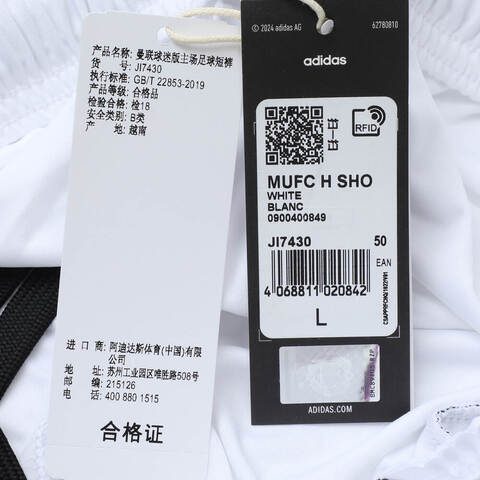 产品名称: 曼联球迷版主场足球短裤
货 号: JI7430
执行标准: GB/T 22853-2019
产品等级: 合格品
检验合格: 检18
安全类别: B类
产 地: 越南
进 口 商: 阿迪达斯体育(中国)有限公司
地 址: 苏州工业园区唯胜路508号
邮 编: 215126
电 话: 400 880 1515
合格证
© 2024 adidas AG
62780810
adidas
RFID
MUFC H SHO
WHITE
BLANC
0900400849
JI7430 50
EAN
4 068811 020842
L
ADIDAS.COM